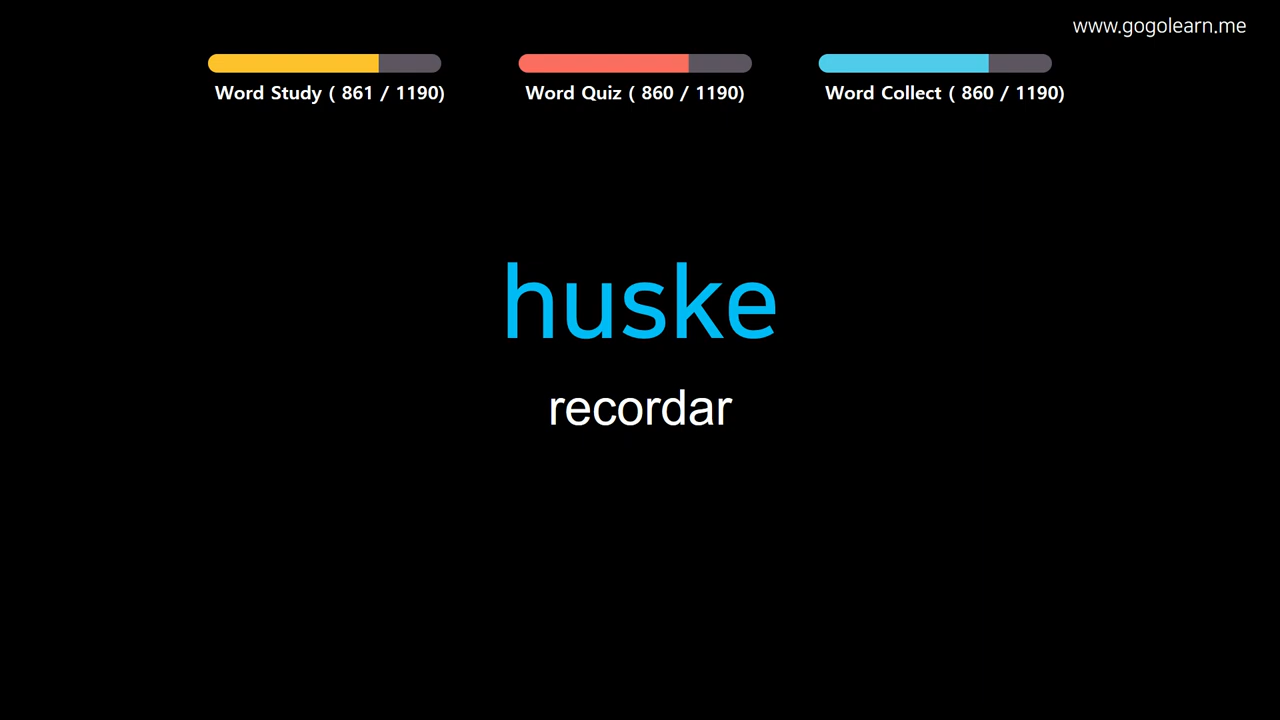 www.gogolearn.me
Word Study ( 861 / 1190)
Word Quiz ( 860 / 1190)
Word Collect ( 860 / 1190)
huske
recordar